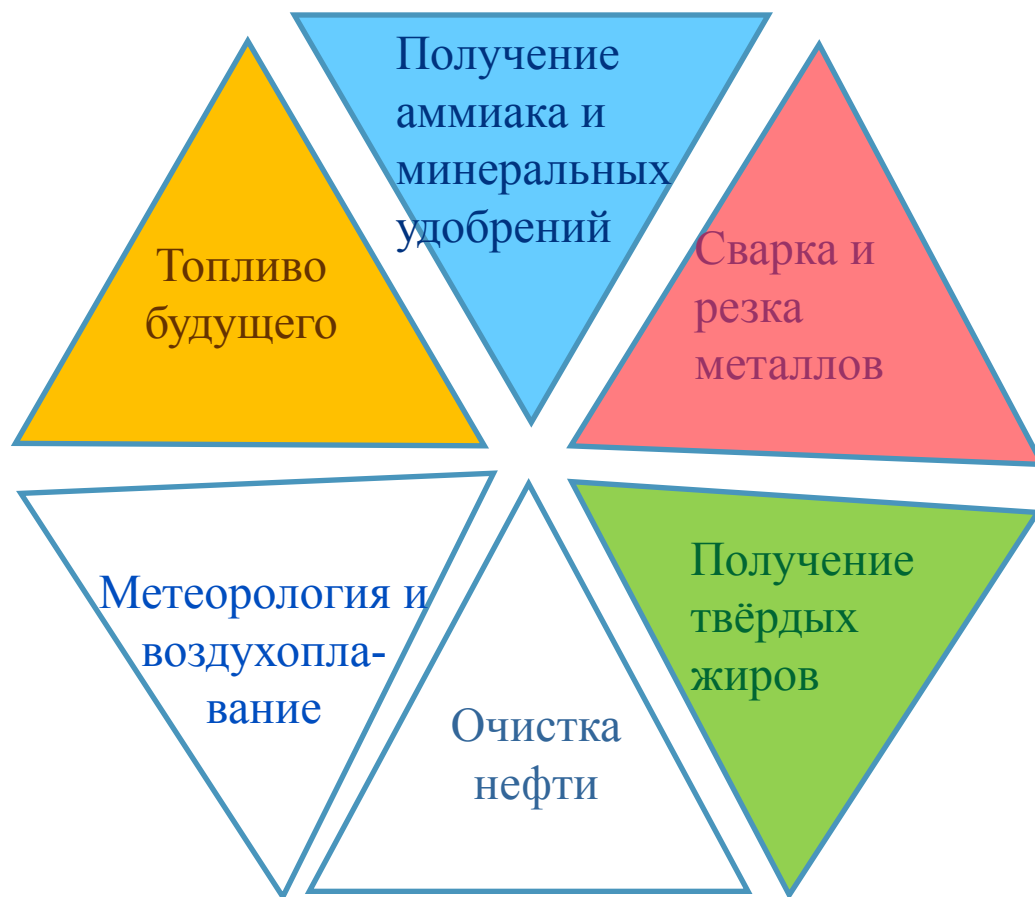 Получение
аммиака и
минеральных
удобрений
Топливо
будущего
Сварка и
резка
металлов
Метеорология и
воздухопла-
вание
Очистка
нефти
Получение
твёрдых
жиров